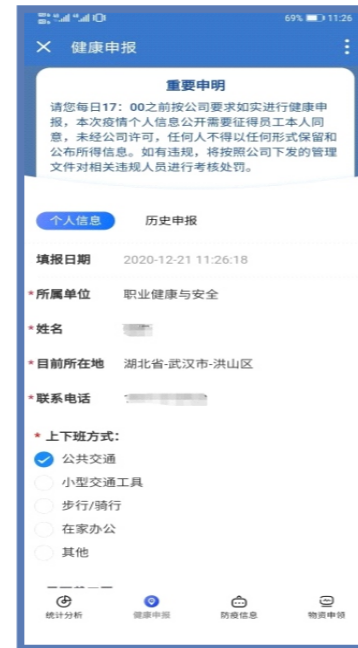 69% 11:26
× 健康申报
重要申明
请您每日17：00之前按公司要求如实进行健康申
报，本次疫情个人信息公开需要征得员工本人同
意，未经公司许可，任何人不得以任何形式保留和
公布所得信息。如有违规，将按照公司下发的管理
文件对相关违规人员进行考核处罚。
个人信息 历史申报
填报日期 2020-12-21 11:26:18
*所属单位 职业健康与安全
*姓名
*目前所在地 湖北省-武汉市-洪山区
*联系电话
*上下班方式：
公共交通
小型交通工具
步行/骑行
在家办公
其他
统计分析 健康申报 防疫信息 物资申领